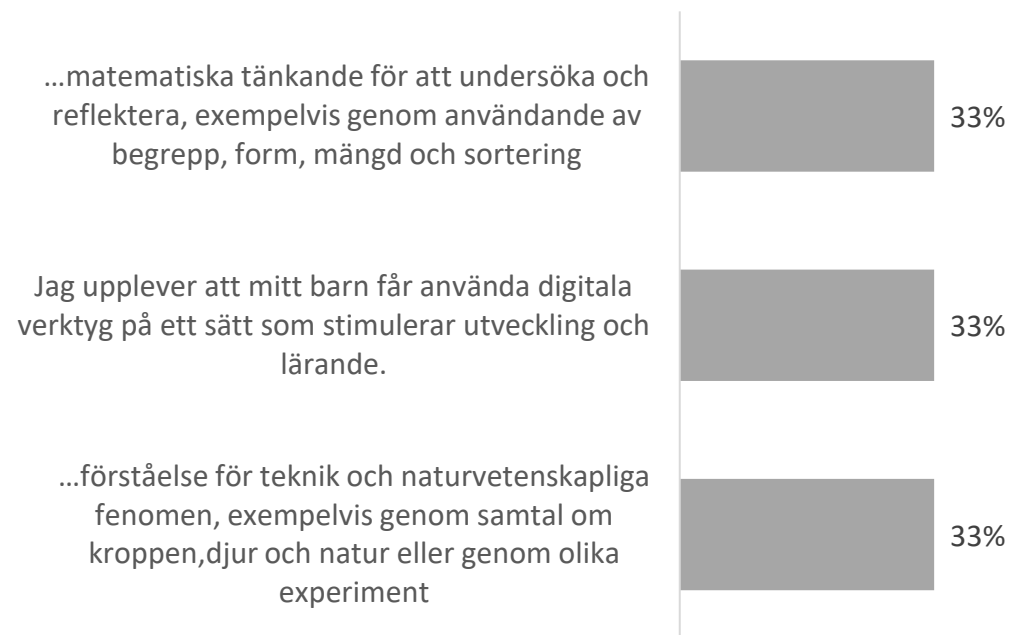 …matematiska tänkande för att undersöka och
reflektera, exempelvis genom användande av
begrepp, form, mängd och sortering
33%
Jag upplever att mitt barn får använda digitala
verktyg på ett sätt som stimulerar utveckling och
lärande.
33%
…förståelse för teknik och naturvetenskapliga
fenomen, exempelvis genom samtal om
kroppen,djur och natur eller genom olika
experiment
33%